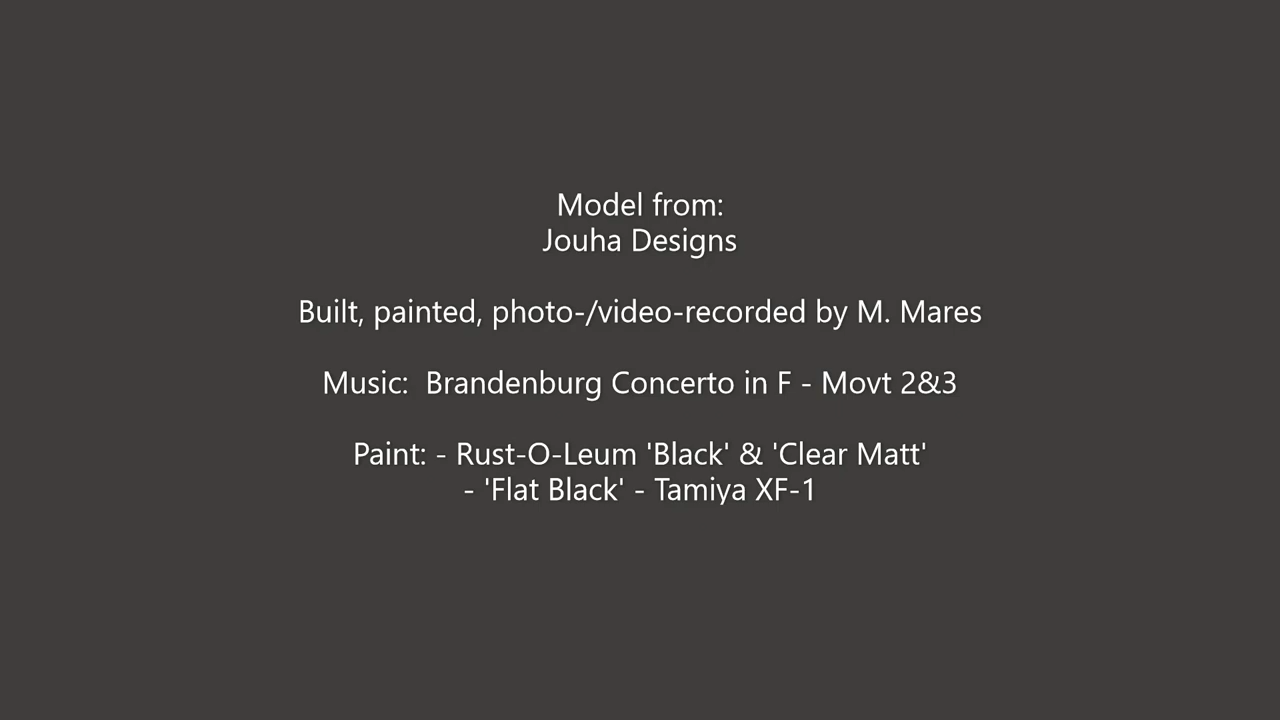 Model from:
Jouha Designs
Built, painted, photo-/video-recorded by M. Mares
Music:  Brandenburg Concerto in F - Movt 2&3
Paint: - Rust-O-Leum 'Black' & 'Clear Matt'
- 'Flat Black' - Tamiya XF-1